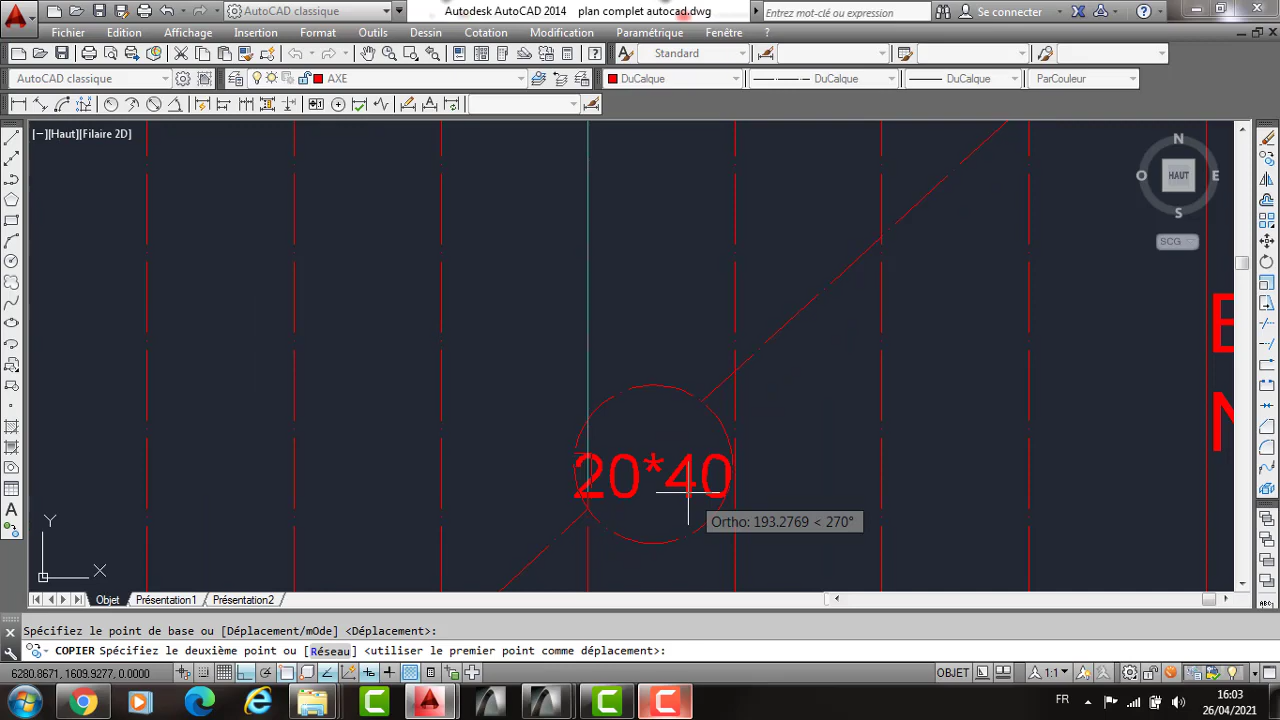 AutoCAD classique
Autodesk AutoCAD 2014 plan complet autocad.dwg
Entrez mot-clé ou expression
Se connecter
Fichier Edition Affichage Insertion Format Outils Dessin Cotation Modification Paramétrique Fenêtre ?
Standard
AutoCAD classique
AXE
DuCalque
DuCalque
DuCalque
ParCouleur
[−][Haut][Filaire 2D]
N
O HAUT E
S
SCG
20*40
Ortho: 193.2769 < 270°
Y
X
Objet Présentation1 Présentation2
Spécifiez le point de base ou [Déplacement/mOde] <Déplacement>:
COPIER Spécifiez le deuxième point ou [Réseau] <utiliser le premier point comme déplacement>:
6280.8671, 1609.9277, 0.0000
OBJET
1:1
FR
16:03
26/04/2021